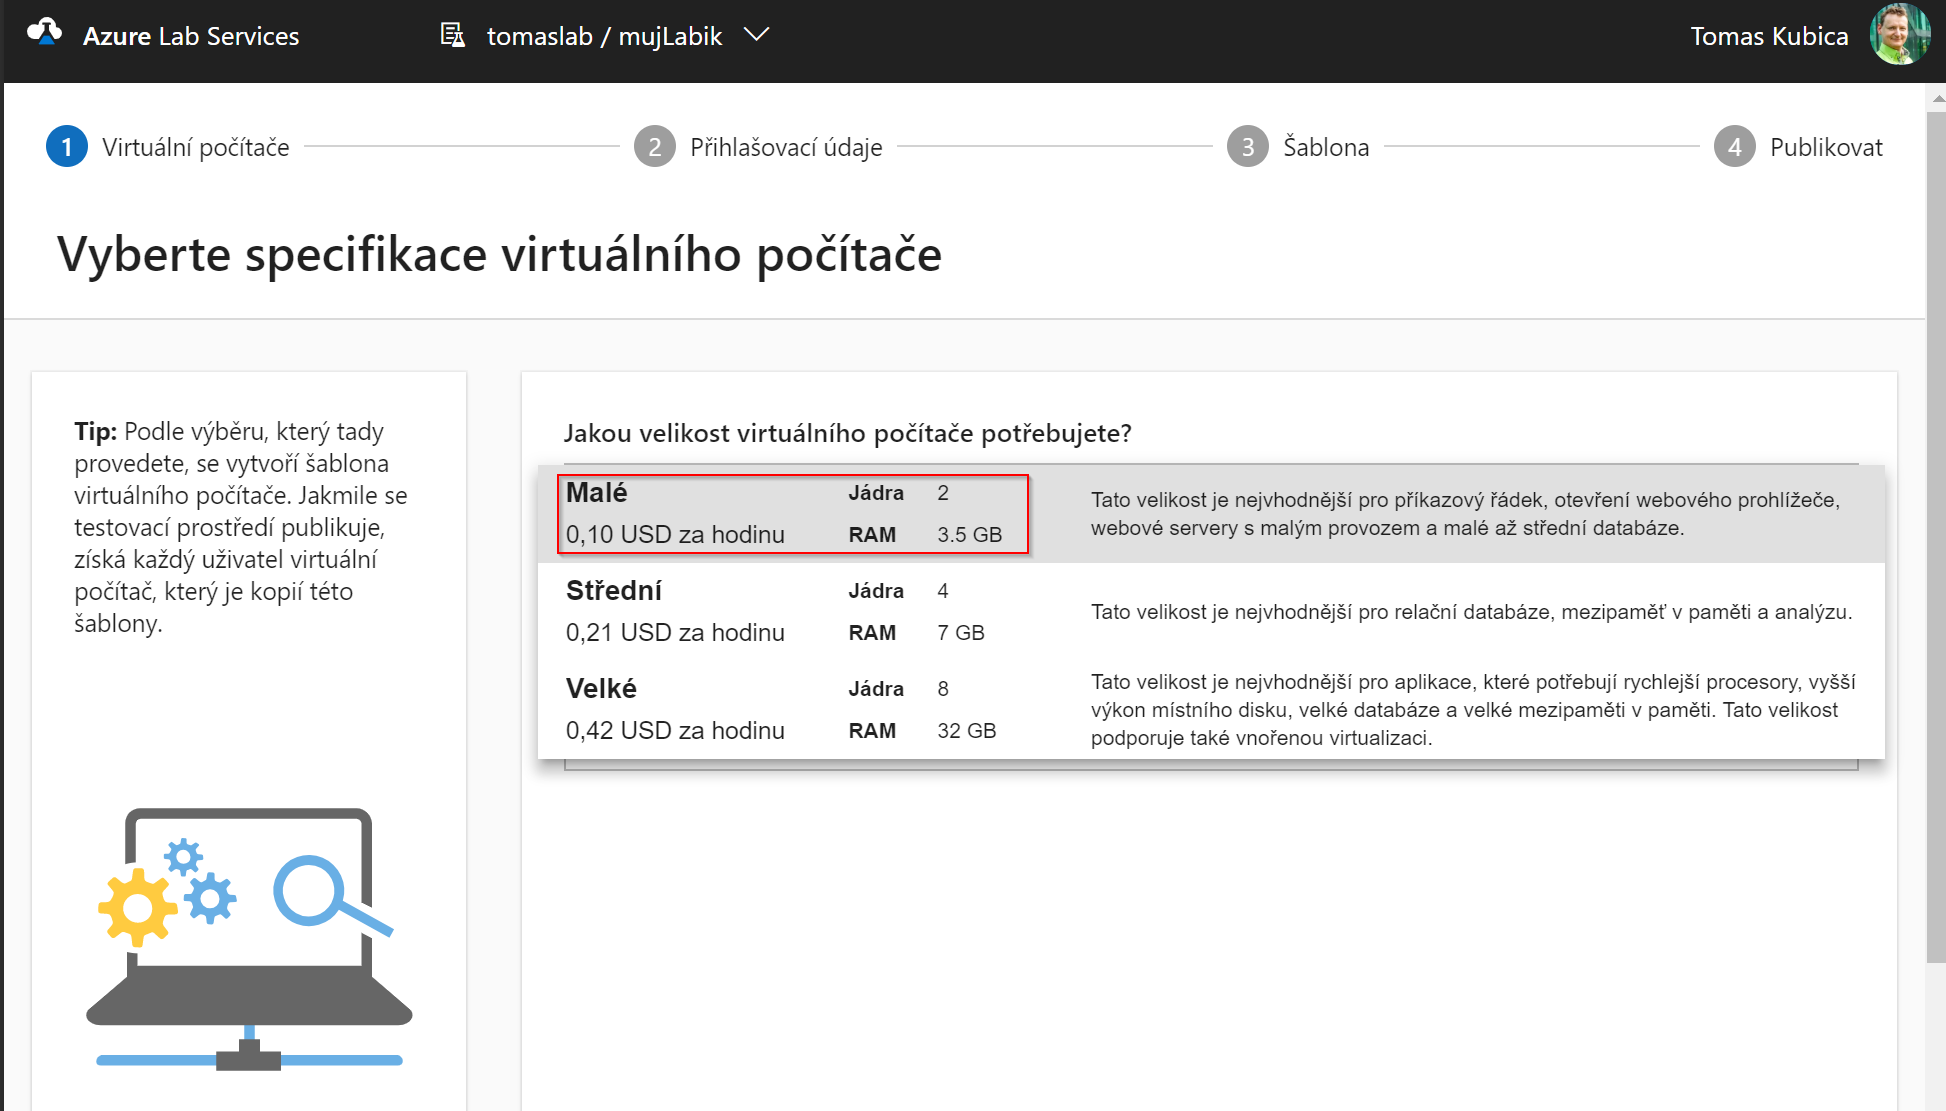 Azure Lab Services
tomaslab / mujLabik
Tomas Kubica
1 Virtuální počítače
2 Přihlašovací údaje
3 Šablona
4 Publikovat
Vyberte specifikace virtuálního počítače
Tip: Podle výběru, který tady
provedete, se vytvoří šablona
virtuálního počítače. Jakmile se
testovací prostředí publikuje,
získá každý uživatel virtuální
počítač, který je kopií této
šablony.
Jakou velikost virtuálního počítače potřebujete?
Malé Jádra 2
0,10 USD za hodinu RAM 3.5 GB
Tato velikost je nejvhodnější pro příkazový řádek, otevření webového prohlížeče,
webové servery s malým provozem a malé až střední databáze.
Střední Jádra 4
0,21 USD za hodinu RAM 7 GB
Tato velikost je nejvhodnější pro relační databáze, mezipaměť v paměti a analýzu.
Velké Jádra 8
0,42 USD za hodinu RAM 32 GB
Tato velikost je nejvhodnější pro aplikace, které potřebují rychlejší procesory, vyšší
výkon místního disku, velké databáze a velké mezipaměti v paměti. Tato velikost
podporuje také vnořenou virtualizaci.